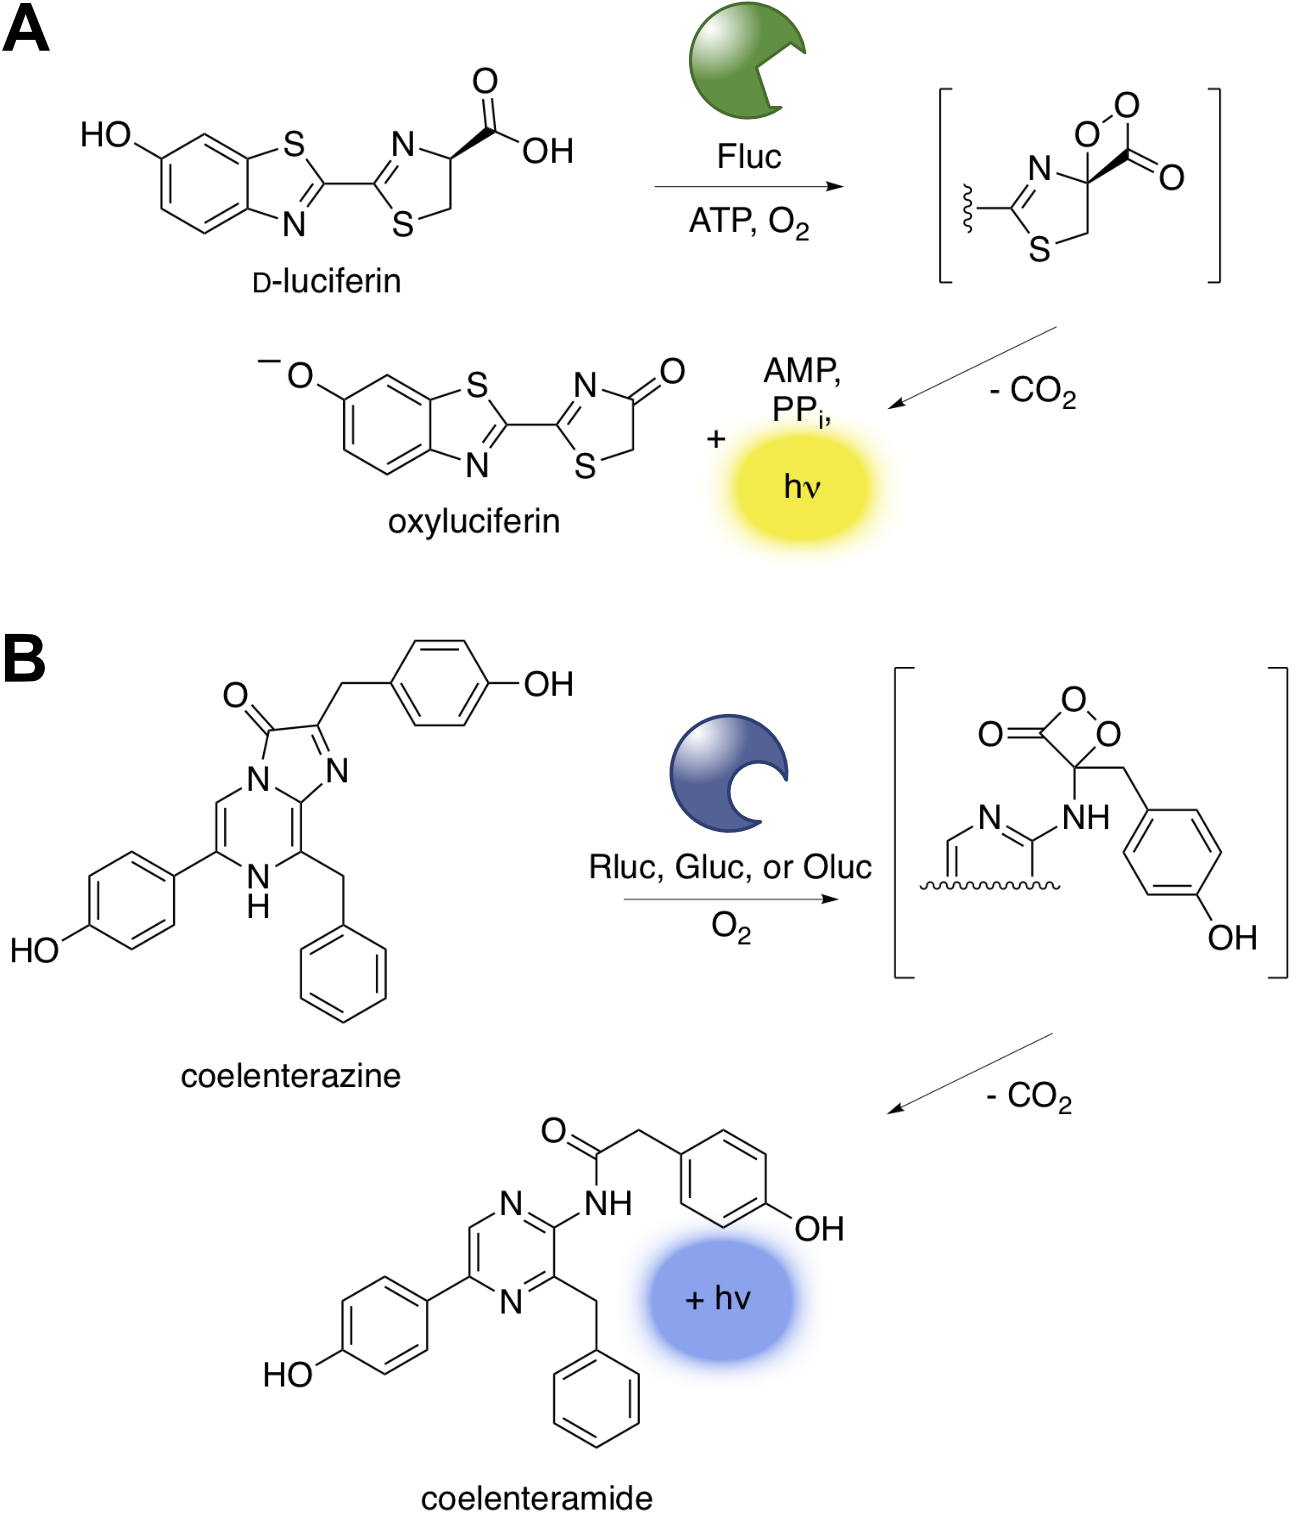 A
HO
S
N
N
S
O
OH
D-luciferin
Fluc
ATP, O₂
O
O
N
O
S
−
O
S
N
N
O
S
oxyluciferin
+
AMP,
PPᵢ,
hν
- CO₂
B
O
OH
N
N
N
H
HO
coelenterazine
Rluc, Gluc, or Oluc
O₂
O
O
O
N
NH
OH
- CO₂
O
N
NH
OH
N
HO
+ hν
coelenteramide